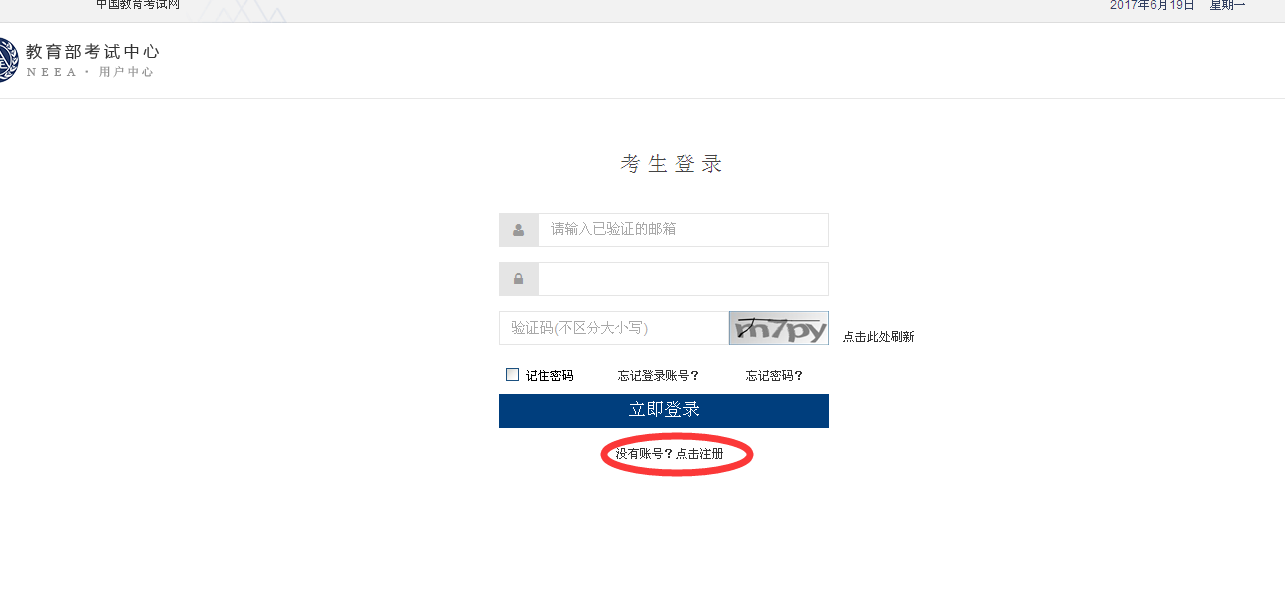 中国教育考试网
2017年6月19日 星期一
教育部考试中心
NEEA · 用户中心
考生登录
请输入已验证的邮箱
验证码(不区分大小写)
m7py
点击此处刷新
记住密码 忘记登录账号? 忘记密码?
立即登录
没有账号?点击注册